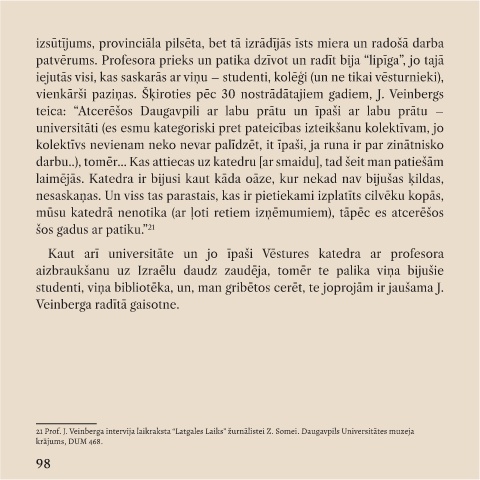 izsūtījums, provinciāla pilsēta, bet tā izrādījās īsts miera un radošā darba
patvērums. Profesora prieks un patika dzīvot un radīt bija “lipīga”, jo tajā
iejutās visi, kas saskarās ar viņu – studenti, kolēģi (un ne tikai vēsturnieki),
vienkārši paziņas. Šķiroties pēc 30 nostrādātajiem gadiem, J. Veinbergs
teica: “Atcerēšos Daugavpili ar labu prātu un īpaši ar labu prātu –
universitāti (es esmu kategoriski pret pateicības izteikšanu kolektīvam, jo
kolektīvs nevienam neko nevar palīdzēt, it īpaši, ja runa ir par zinātnisko
darbu..), tomēr... Kas attiecas uz katedru [ar smaidu], tad šeit man patiešām
laimējās. Katedra ir bijusi kaut kāda oāze, kur nekad nav bijušas ķildas,
nesaskaņas. Un viss tas parastais, kas ir pietiekami izplatīts cilvēku kopās,
mūsu katedrā nenotika (ar ļoti retiem izņēmumiem), tāpēc es atcerēšos
šos gadus ar patiku.”21
Kaut arī universitāte un jo īpaši Vēstures katedra ar profesora
aizbraukšanu uz Izraēlu daudz zaudēja, tomēr te palika viņa bijušie
studenti, viņa bibliotēka, un, man gribētos cerēt, te joprojām ir jaušama J.
Veinberga radītā gaisotne.
21 Prof. J. Veinberga intervija laikraksta “Latgales Laiks” žurnālistei Z. Somei. Daugavpils Universitātes muzeja
krājums, DUM 468.
98